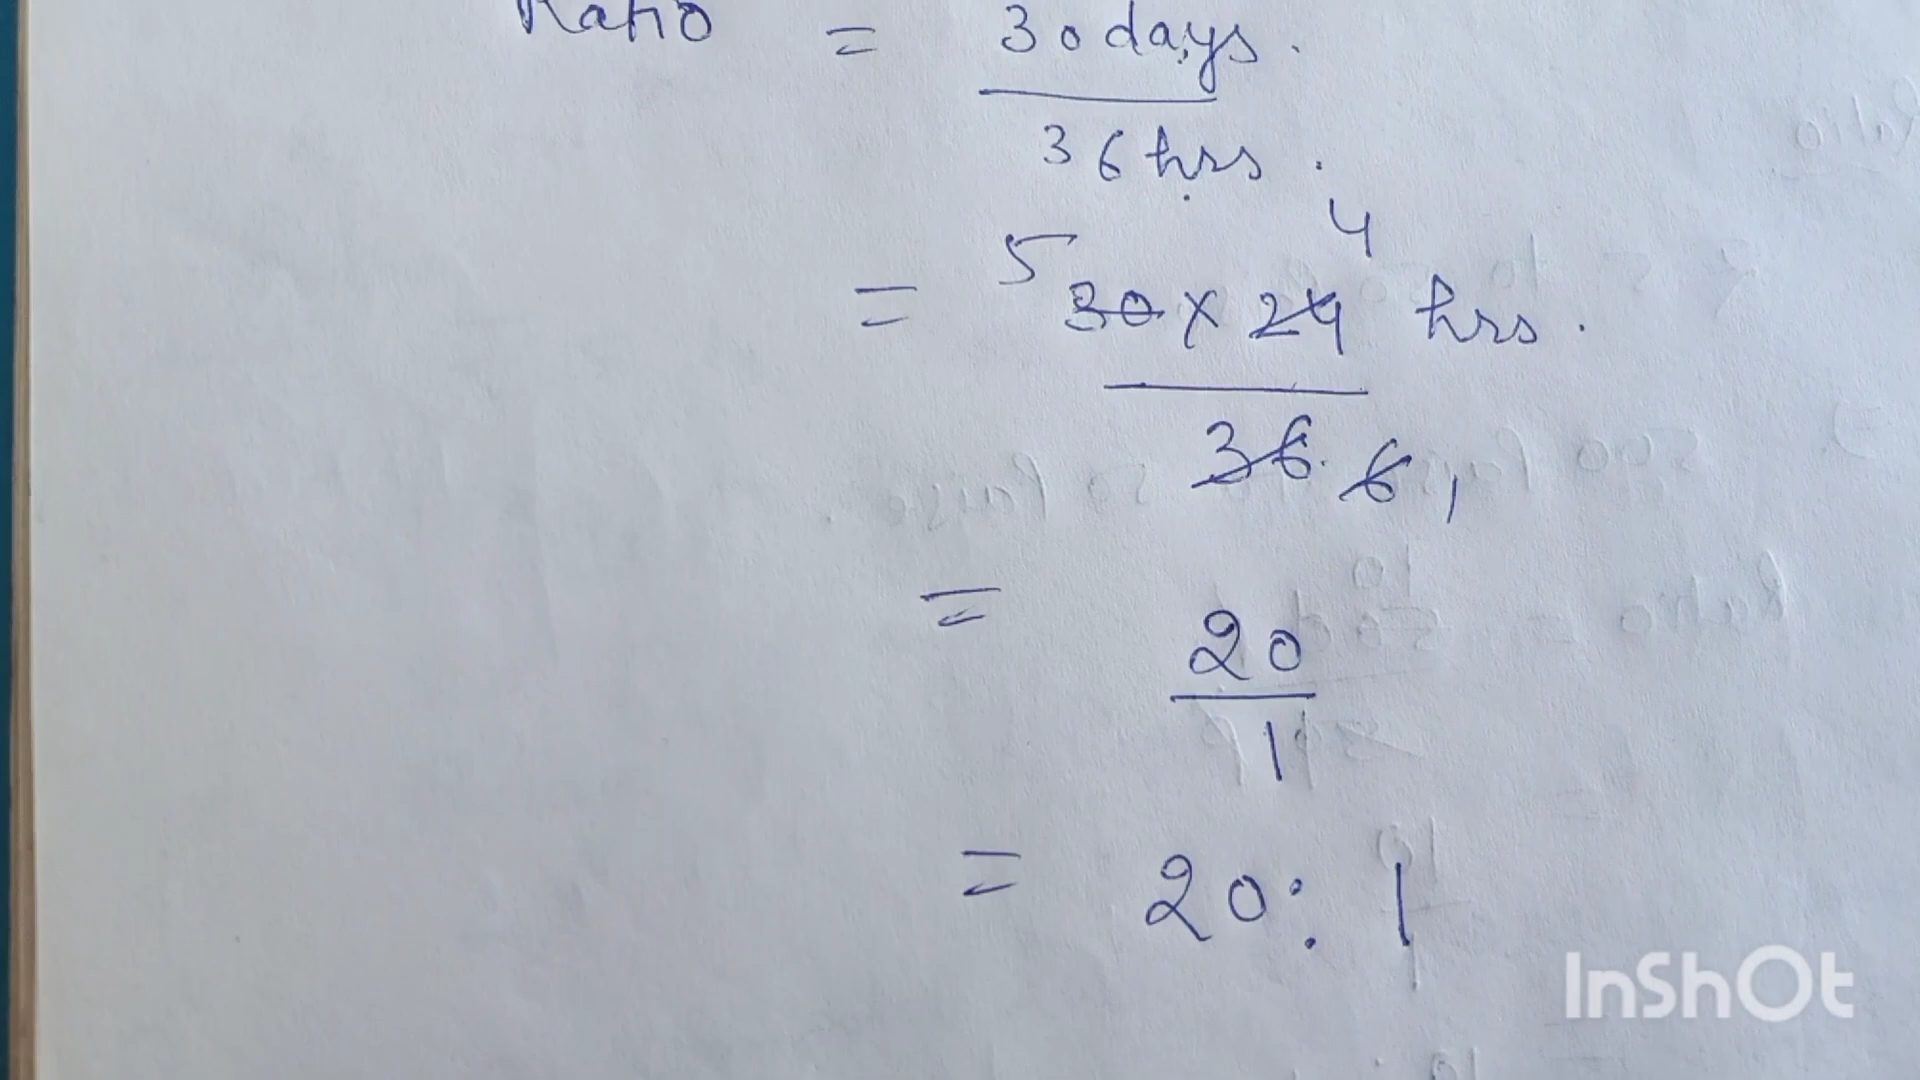 Ratio = 30 days.
36 hrs.
5 4
= 30 x 24 hrs.
36 6 1
= 20
1
= 20 : 1
InShOt